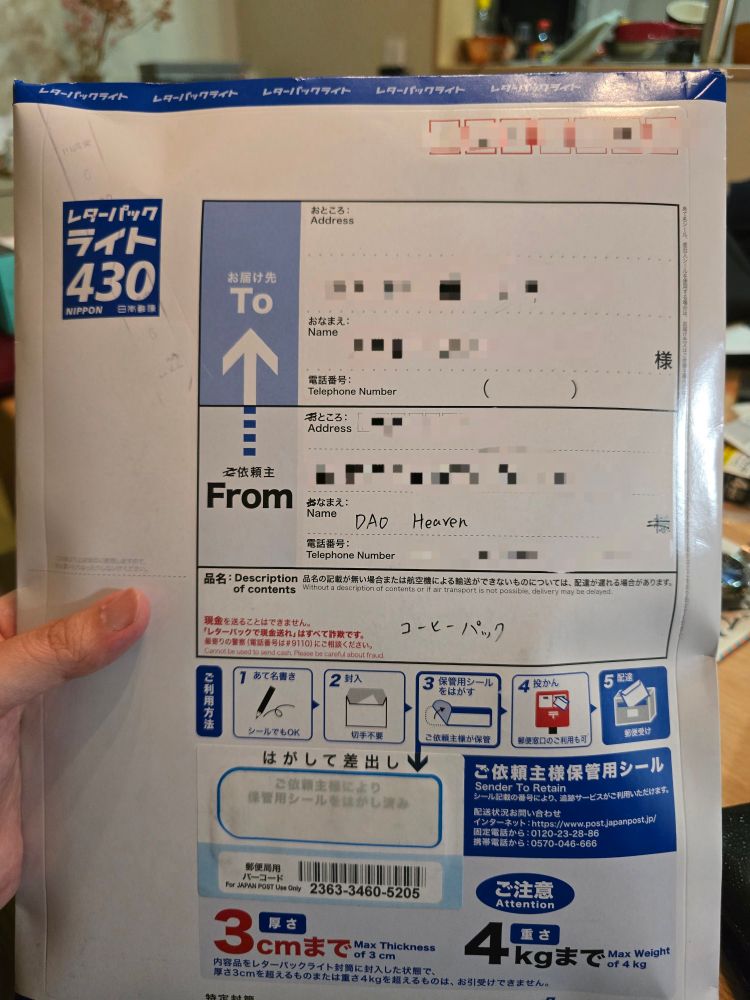 レターパックライト レターパックライト レターパックライト レターパックライト レターパックライト
レターパック
ライト
430
NIPPON 日本郵便
お届け先
To
おところ:
Address
おなまえ:
Name
様
電話番号:
Telephone Number ( )
ご依頼主
From
おところ:
Address
おなまえ:
Name DAO Heaven 様
電話番号:
Telephone Number
品名:Description of contents
品名の記載が無い場合または航空機による輸送ができないものについては、配達が遅れる場合があります。
Without a description of contents or if air transport is not possible, delivery may be delayed.
コーヒーパック
現金を送ることはできません。
「レターパックで現金送れ」はすべて詐欺です。
最寄りの警察(電話番号は#9110)にご相談ください。
Cannot be used to send cash. Please be careful about fraud.
ご利用方法
1 あて名書き
シールでもOK
2 封入
切手不要
3 保管用シールをはがす
ご依頼主様が保管
4 投かん
郵便窓口のご利用も可
5 配達
郵便受け
はがして差出し
ご依頼主様により
保管用シールをはがし済み
郵便局用
バーコード
For JAPAN POST Use Only
2363-3460-5205
ご依頼主様保管用シール
Sender To Retain
シール記載の番号により、追跡サービスがご利用いただけます。
配送状況お問い合わせ
インターネット:https://www.post.japanpost.jp/
固定電話から:0120-23-28-86
携帯電話から:0570-046-666
ご注意
Attention
厚さ
3cmまで Max Thickness of 3 cm
重さ
4kgまで Max Weight of 4 kg
内容品をレターパックライト封筒に封入した状態で、
厚さ3cmを超えるものまたは重さ4kgを超えるものは、お引受けできません。
特定封筒